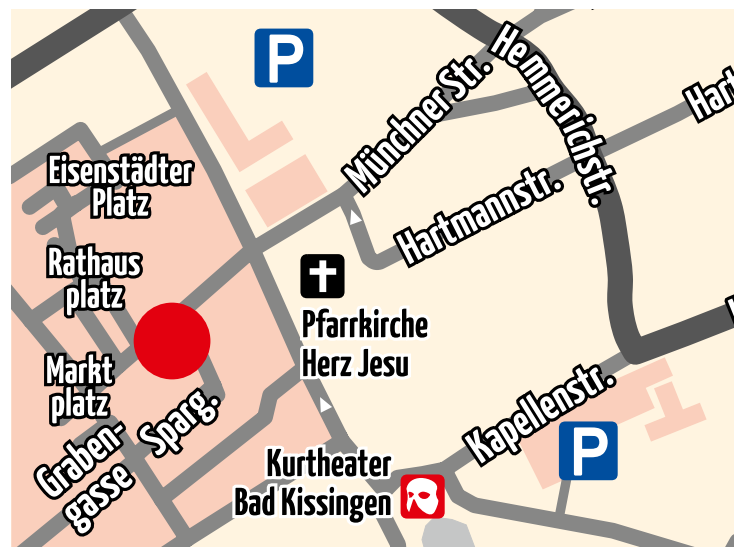 P
Münchner Str.
Hemmerichstr.
Hart
Eisenstädter
Platz
Hartmannstr.
Rathaus
platz
Pfarrkirche
Herz Jesu
Markt
platz
Sparg.
Graben-
gasse
Kapellenstr.
P
Kurtheater
Bad Kissingen